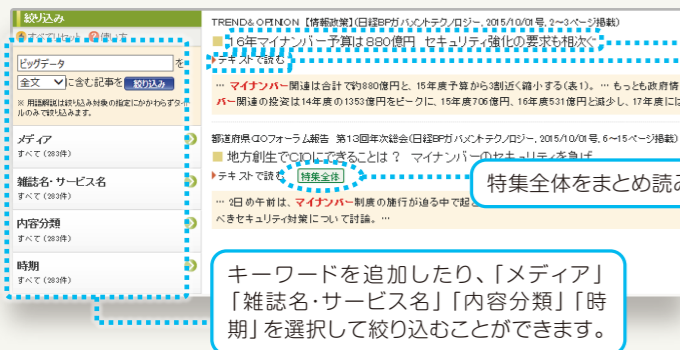 絞り込み
すべてリセット 使い方
ビッグデータ を
全文 に含む記事を 絞り込み
※ 用語解説は絞り込み対象の指定にかかわらずタイ
ルのみで絞り込みます。
メディア
すべて (283件)
雑誌名・サービス名
すべて (283件)
内容分類
すべて (283件)
時期
すべて (283件)
TREND& OPINION 【情報政策】(日経BPガバメントテクノロジー, 2015/10/01号, 2~3ページ掲載)
16年マイナンバー予算は880億円 セキュリティ強化の要求も相次ぐ
テキストで読む
… マイナンバー関連は合計で約880億円と、15年度予算から3割近く縮小する(表1)。 … もっとも政府情
バー関連の投資は14年度の1353億円をピークに、15年度706億円、16年度531億円と減少し、17年度には
都道府県CIOフォーラム報告 第13回年次総会(日経BPガバメントテクノロジー, 2015/10/01号, 6~15ページ掲載)
地方創生でCIOにできることは? マイナンバーのセキュリティを急げ
テキストで読む 特集全体
特集全体をまとめ読み
… 2日め午前は、マイナンバー制度の施行が迫る中で起こ
べきセキュリティ対策について討論。 …
キーワードを追加したり、「メディア」
「雑誌名・サービス名」「内容分類」「時
期」を選択して絞り込むことができます。